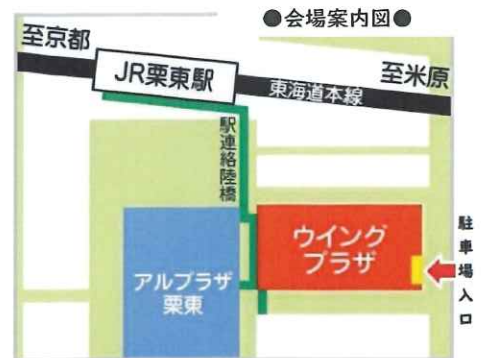 ●会場案内図●
至京都
JR栗東駅
至米原
東海道本線
駅連絡陸橋
ウイング
プラザ
アルプラザ
栗東
駐車場入口